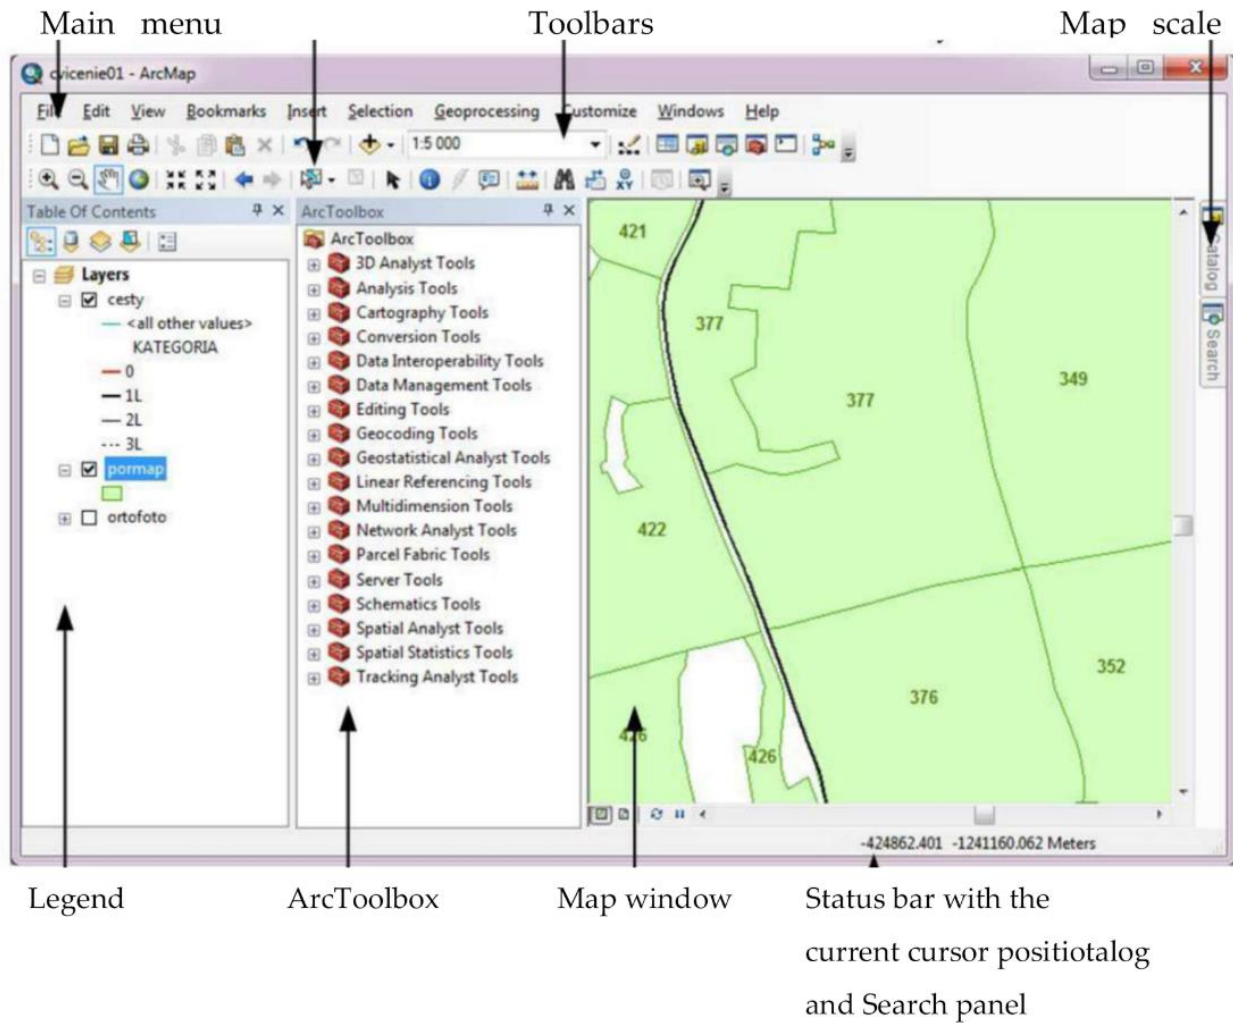 Main menu
Toolbars
Map scale
cvicenie01 - ArcMap
File Edit View Bookmarks Insert Selection Geoprocessing Customize Windows Help
1:5 000
Table Of Contents
ArcToolbox
Layers
cesty
<all other values>
KATEGORIA
0
1L
2L
3L
pormap
ortofoto
ArcToolbox
3D Analyst Tools
Analysis Tools
Cartography Tools
Conversion Tools
Data Interoperability Tools
Data Management Tools
Editing Tools
Geocoding Tools
Geostatistical Analyst Tools
Linear Referencing Tools
Multidimension Tools
Network Analyst Tools
Parcel Fabric Tools
Server Tools
Schematics Tools
Spatial Analyst Tools
Spatial Statistics Tools
Tracking Analyst Tools
421
377
377
349
422
352
376
426
426
Catalog
Search
-424862.401 -1241160.062 Meters
Legend
ArcToolbox
Map window
Status bar with the
current cursor positiotalog
and Search panel